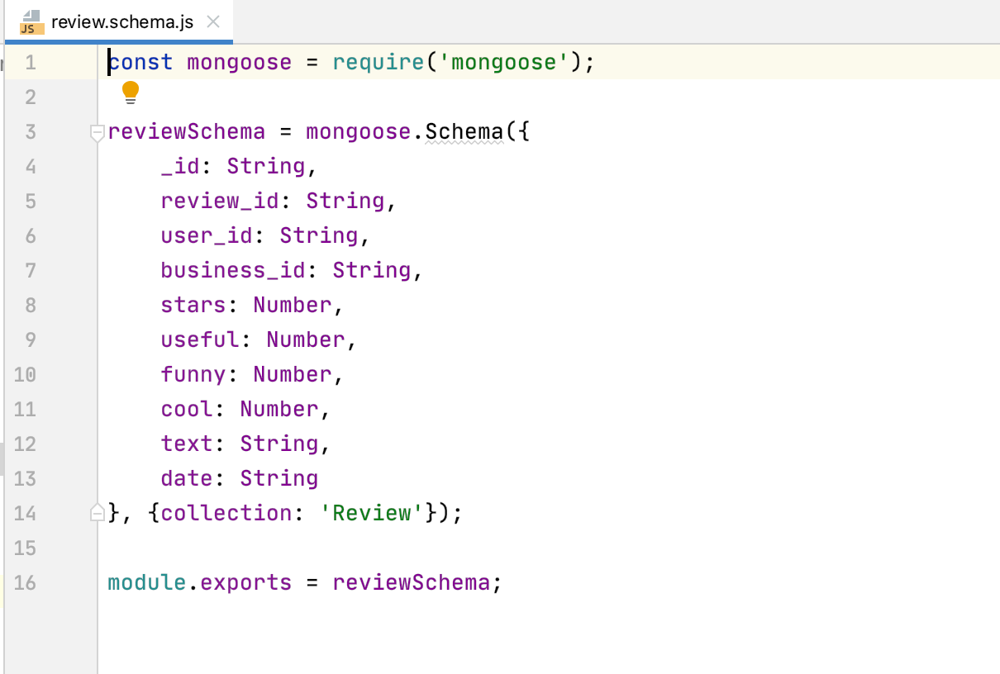 JS review.schema.js
1 const mongoose = require('mongoose');
2
3 reviewSchema = mongoose.Schema({
4     _id: String,
5     review_id: String,
6     user_id: String,
7     business_id: String,
8     stars: Number,
9     useful: Number,
10     funny: Number,
11     cool: Number,
12     text: String,
13     date: String
14 }, {collection: 'Review'});
15
16 module.exports = reviewSchema;